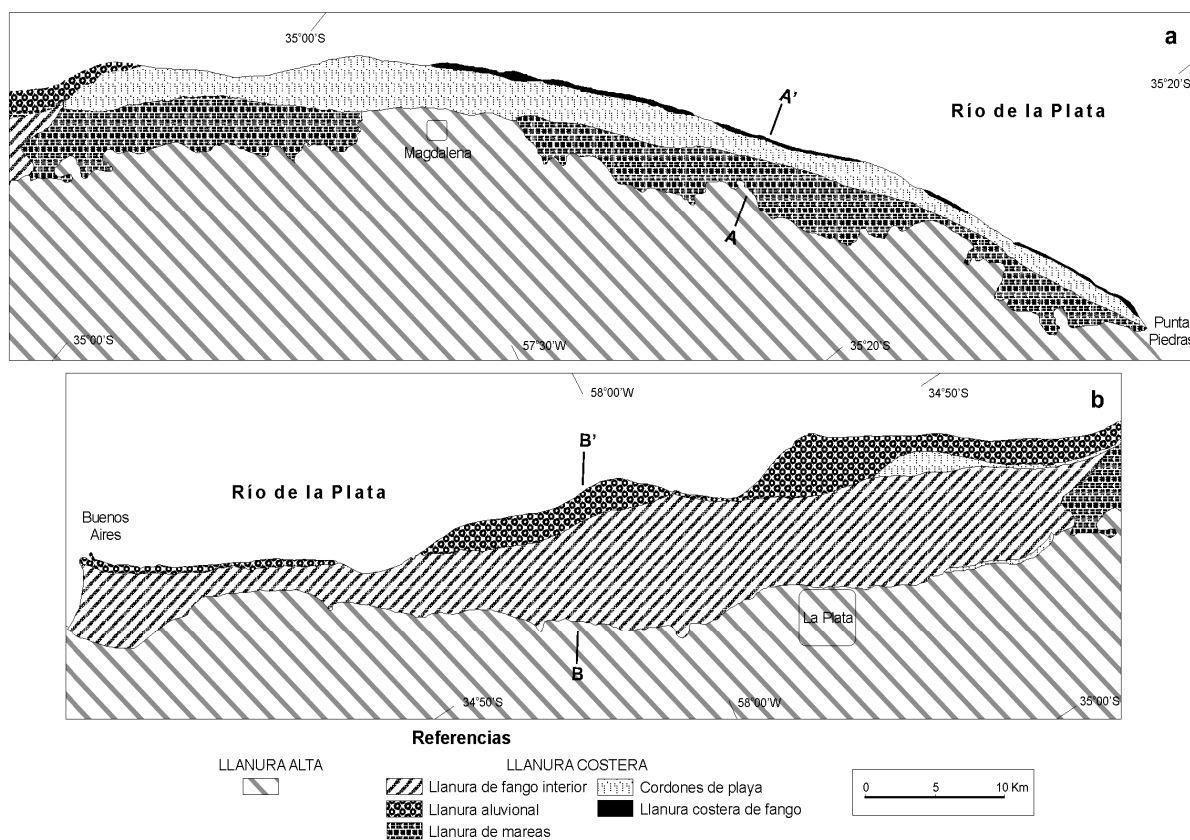 35°00'S
a
35°20'S
A'
Río de la Plata
Magdalena
A
Punta
Piedras
35°00'S
57°30'W
35°20'S
58°00'W
34°50'S
b
B'
Río de la Plata
Buenos
Aires
La Plata
B
34°50'S
58°00'W
35°00'S
Referencias
LLANURA ALTA
LLANURA COSTERA
Llanura de fango interior
Cordones de playa
Llanura aluvional
Llanura costera de fango
Llanura de mareas
0 5 10 Km